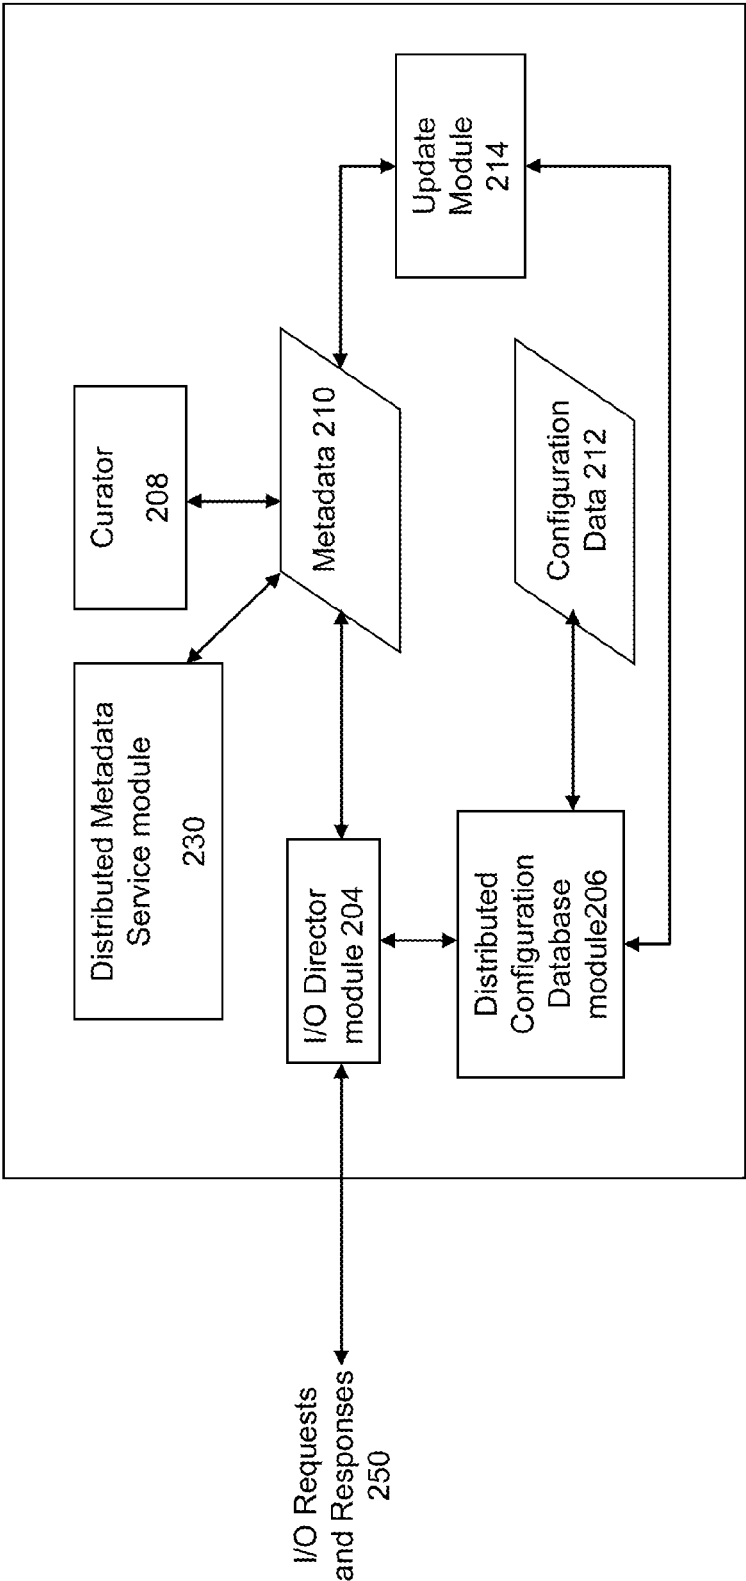 Distributed Metadata
Service module
230
Curator
208
I/O Requests
and Responses
250
I/O Director
module 204
Metadata 210
Update
Module
214
Distributed
Configuration
Database
module206
Configuration
Data 212